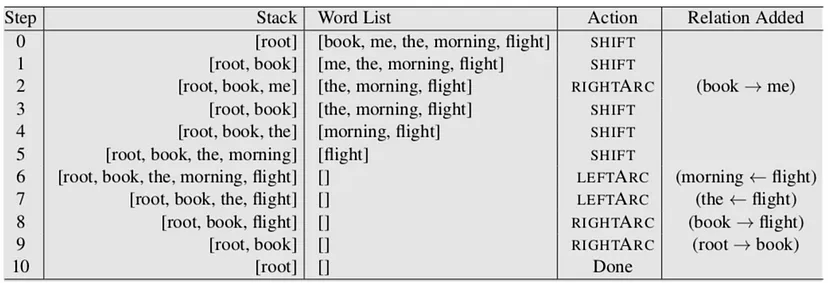 Step Stack Word List Action Relation Added
0 [root] [book, me, the, morning, flight] SHIFT
1 [root, book] [me, the, morning, flight] SHIFT
2 [root, book, me] [the, morning, flight] RIGHTARC (book → me)
3 [root, book] [the, morning, flight] SHIFT
4 [root, book, the] [morning, flight] SHIFT
5 [root, book, the, morning] [flight] SHIFT
6 [root, book, the, morning, flight] [] LEFTARC (morning ← flight)
7 [root, book, the, flight] [] LEFTARC (the ← flight)
8 [root, book, flight] [] RIGHTARC (book → flight)
9 [root, book] [] RIGHTARC (root → book)
10 [root] [] Done